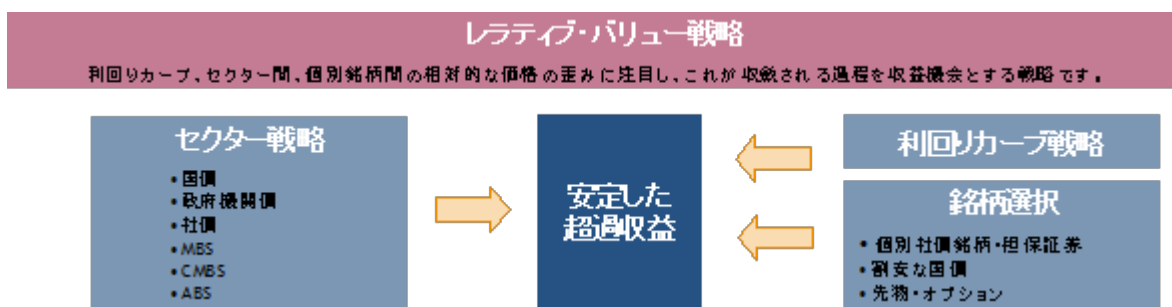 レラティブ・バリュー戦略
利回りカーブ、セクター間、個別銘柄間の相対的な価格の歪みに注目し、これが収斂される過程を収益機会とする戦略です。
セクター戦略
• 国債
• 政府機関債
• 社債
• MBS
• CMBS
• ABS
安定した
超過収益
利回りカーブ戦略
銘柄選択
• 個別社債銘柄・担保証券
• 割安な国債
• 先物・オプション